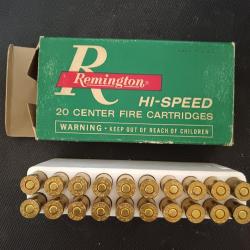 R
Remington
HI-SPEED
20 CENTER FIRE CARTRIDGES
WARNING • KEEP OUT OF REACH OF CHILDREN